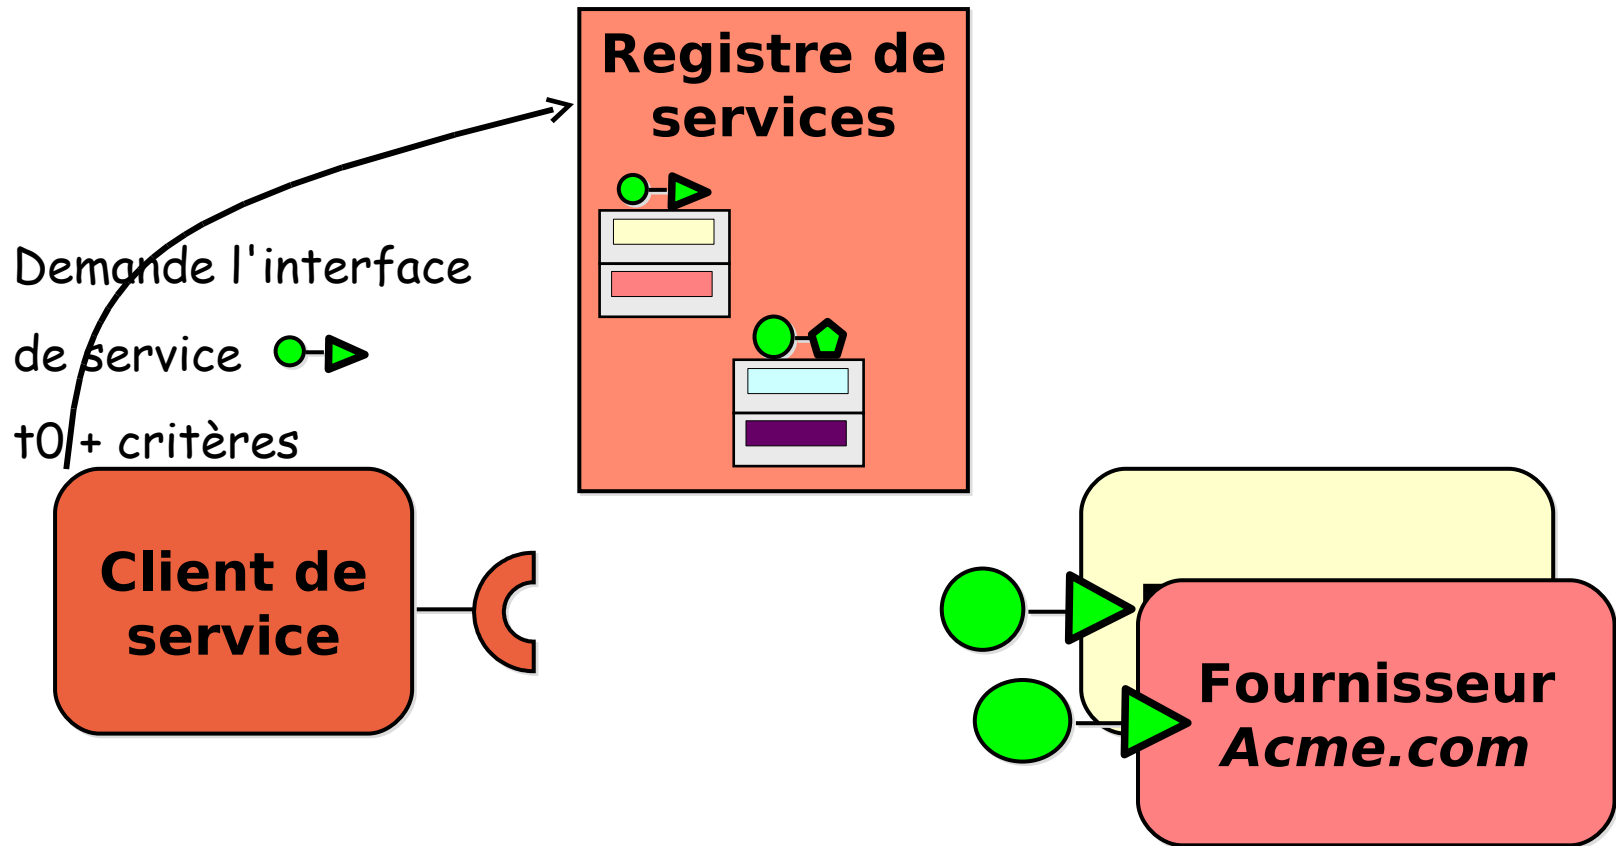 Registre de
services
Demande l'interface
de service
t0 + critères
Client de
service
Fournisseur
Acme.com